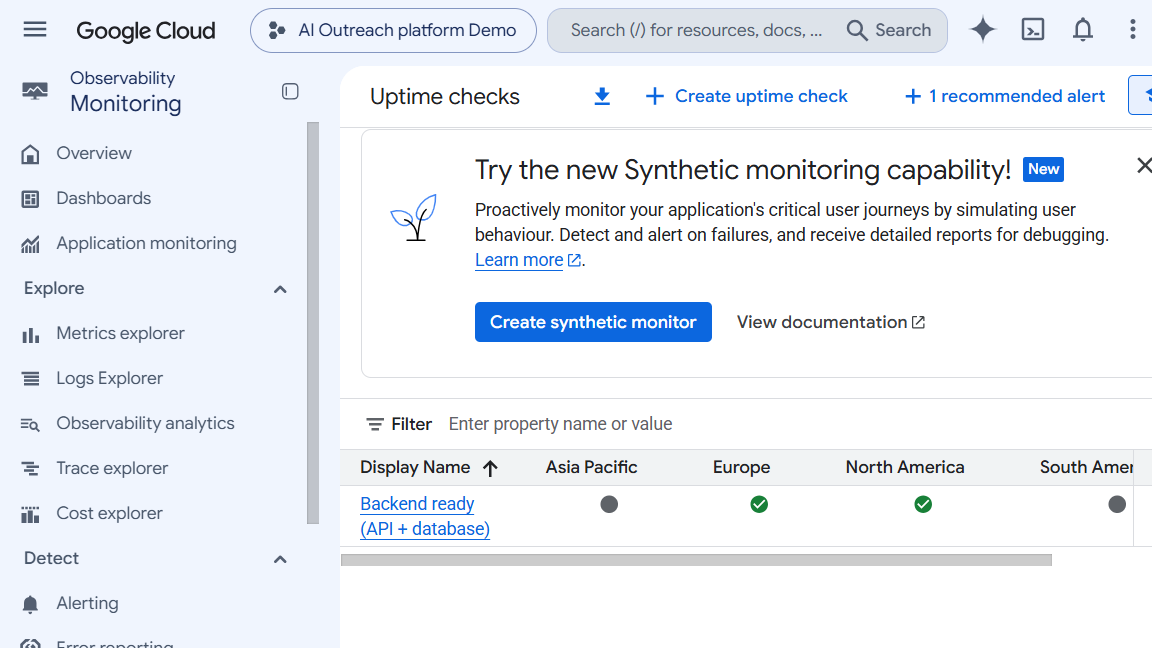 Google Cloud
AI Outreach platform Demo
Search (/) for resources, docs, ...
Search
Observability
Monitoring
Overview
Dashboards
Application monitoring
Explore
Metrics explorer
Logs Explorer
Observability analytics
Trace explorer
Cost explorer
Detect
Alerting
Error reporting
Uptime checks
Create uptime check
1 recommended alert
Try the new Synthetic monitoring capability! New
Proactively monitor your application's critical user journeys by simulating user
behaviour. Detect and alert on failures, and receive detailed reports for debugging.
Learn more.
Create synthetic monitor
View documentation
Filter Enter property name or value
Display Name Asia Pacific Europe North America South Amer
Backend ready
(API + database)